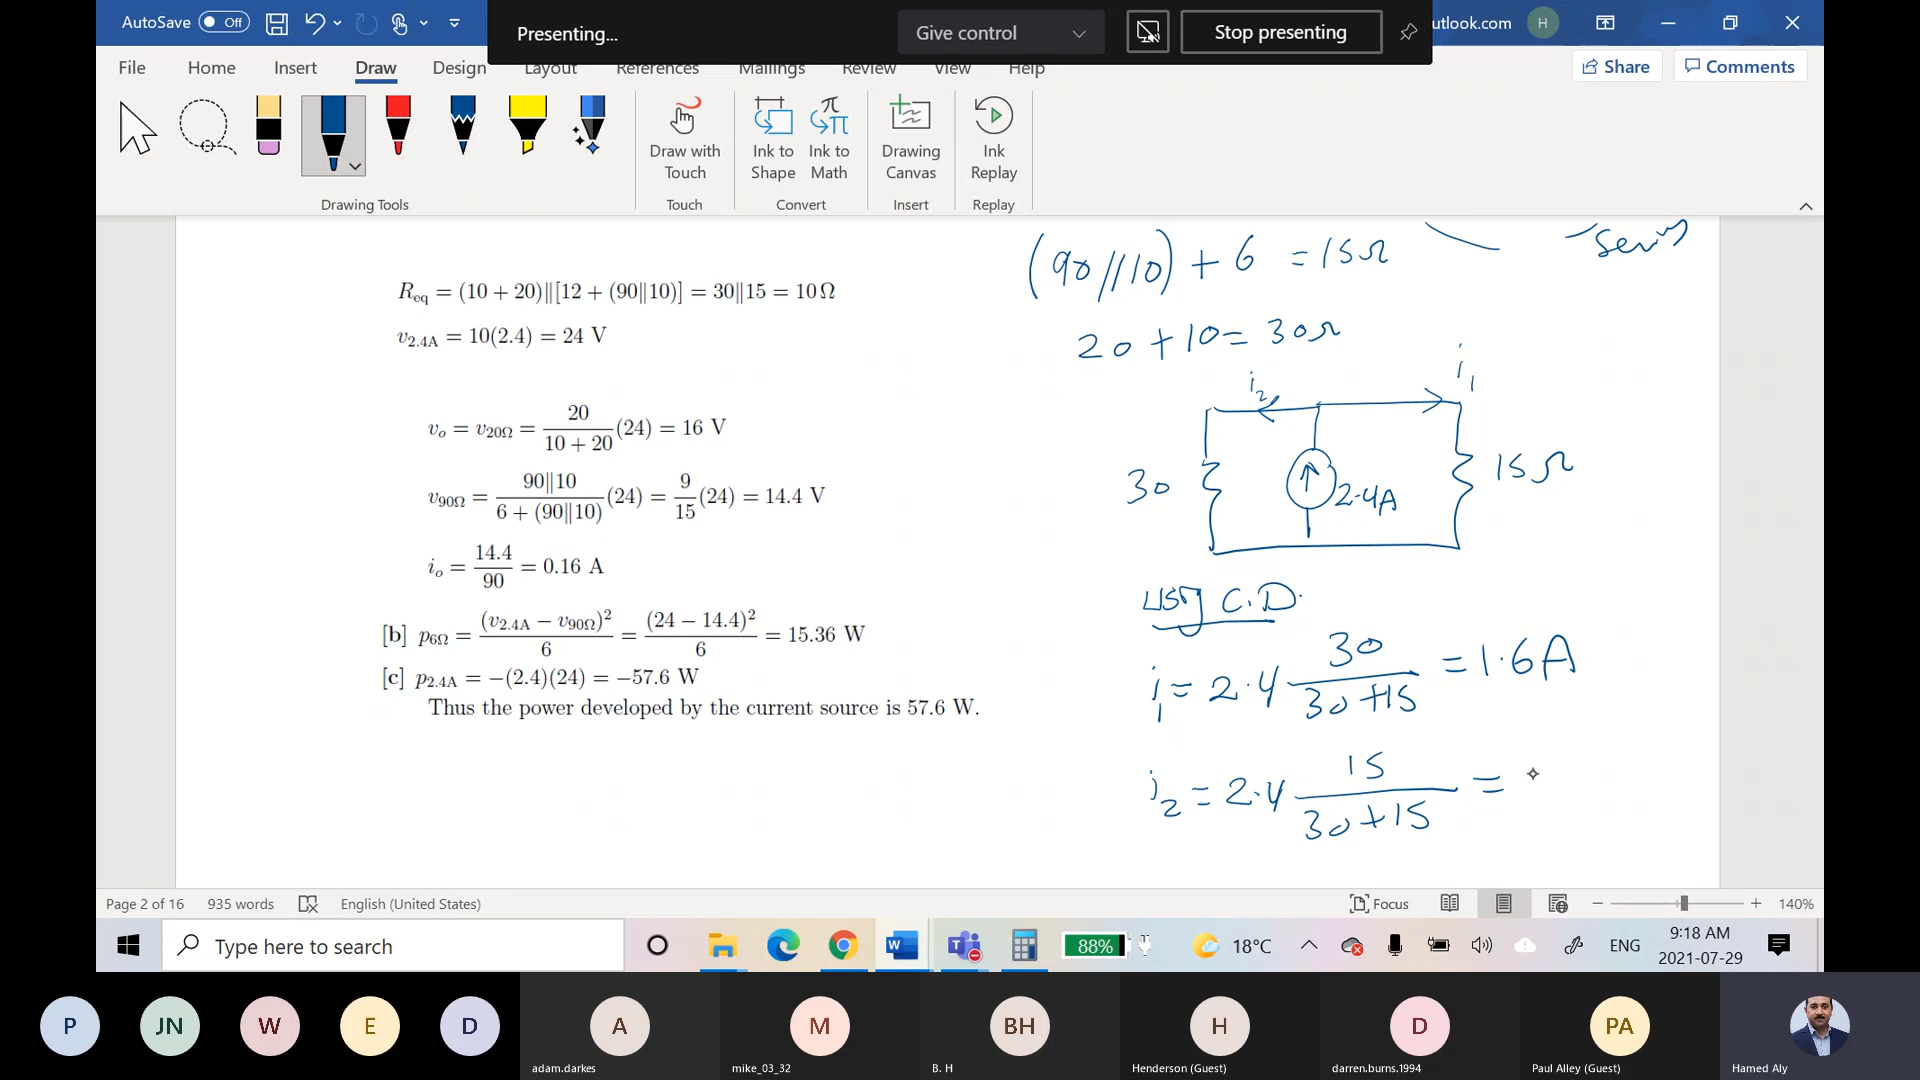 AutoSave Off
Presenting...
Give control
Stop presenting
utlook.com
H
File Home Insert Draw Design Layout References Mailings Review View Help
Share
Comments
Draw with Touch
Ink to Shape
Ink to Math
Drawing Canvas
Ink Replay
Drawing Tools
Touch
Convert
Insert
Replay
R_eq = (10 + 20)||[12 + (90||10)] = 30||15 = 10 Ω
v_2.4A = 10(2.4) = 24 V
v_o = v_20Ω = 20/(10 + 20) (24) = 16 V
v_90Ω = 90||10/(6 + (90||10)) (24) = 9/15 (24) = 14.4 V
i_o = 14.4/90 = 0.16 A
[b] p_6Ω = (v_2.4A − v_90Ω)²/6 = (24 − 14.4)²/6 = 15.36 W
[c] p_2.4A = −(2.4)(24) = −57.6 W
Thus the power developed by the current source is 57.6 W.
(90//10) + 6 = 15Ω
20 + 10 = 30Ω
i_2
i_1
30
2.4A
15Ω
C.D.
i_1 = 2.4 30/(30+15) = 1.6A
i_2 = 2.4 15/(30+15) =
Page 2 of 16
935 words
English (United States)
Focus
140%
Type here to search
88%
18°C
ENG
9:18 AM
2021-07-29
P JN W E D A M BH H D PA
adam.darkes
mike_03_32
B. H
Henderson (Guest)
darren.burns.1994
Paul Alley (Guest)
Hamed Aly